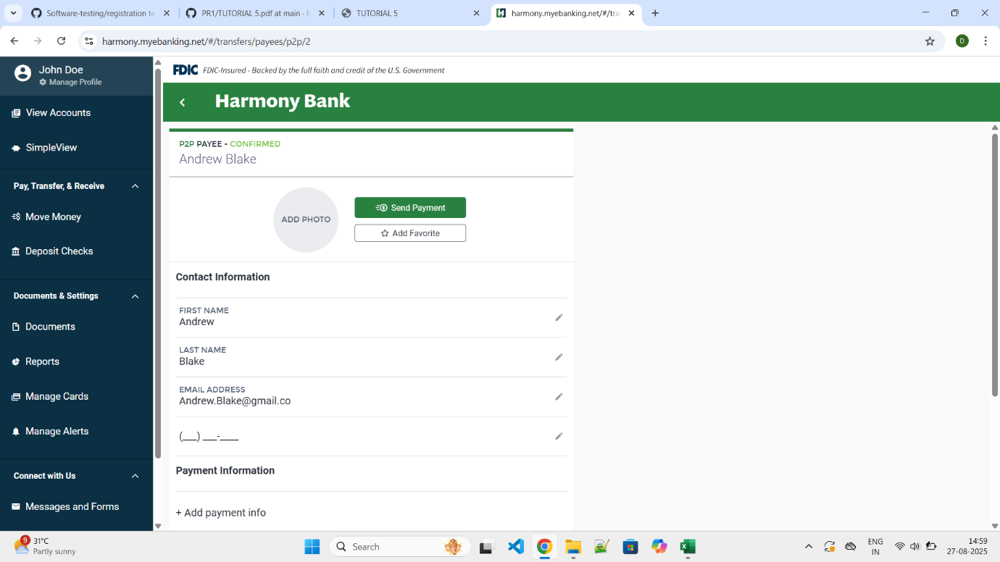 Software-testing/registration te
PR1/TUTORIAL 5.pdf at main · M
TUTORIAL 5
harmony.myebanking.net/#/tra
harmony.myebanking.net/#/transfers/payees/p2p/2
D
John Doe
Manage Profile
View Accounts
SimpleView
Pay, Transfer, & Receive
Move Money
Deposit Checks
Documents & Settings
Documents
Reports
Manage Cards
Manage Alerts
Connect with Us
Messages and Forms
FDIC FDIC-Insured - Backed by the full faith and credit of the U.S. Government
Harmony Bank
P2P PAYEE - CONFIRMED
Andrew Blake
ADD PHOTO
Send Payment
Add Favorite
Contact Information
FIRST NAME
Andrew
LAST NAME
Blake
EMAIL ADDRESS
Andrew.Blake@gmail.co
(___) ___-____
Payment Information
+ Add payment info
9
31°C
Partly sunny
Search
ENG
IN
14:59
27-08-2025